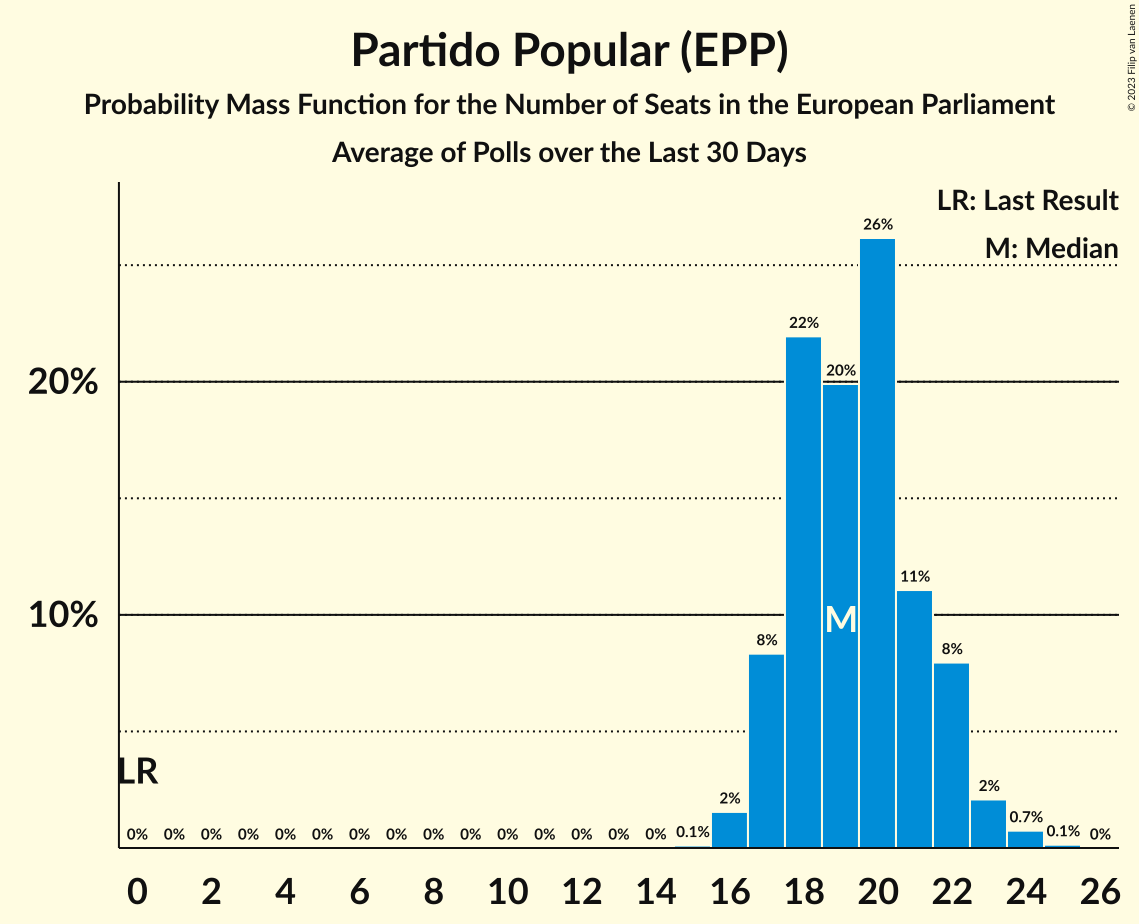 Partido Popular (EPP)
Probability Mass Function for the Number of Seats in the European Parliament
Average of Polls over the Last 30 Days
© 2023 Filip van Laenen
LR: Last Result
M: Median
26%
22%
20%
20%
11%
10%
M
8%
8%
LR
2%
2%
0% 0% 0% 0% 0% 0% 0% 0% 0% 0% 0% 0% 0% 0% 0% 0.1% 0.7% 0.1% 0%
0 2 4 6 8 10 12 14 16 18 20 22 24 26